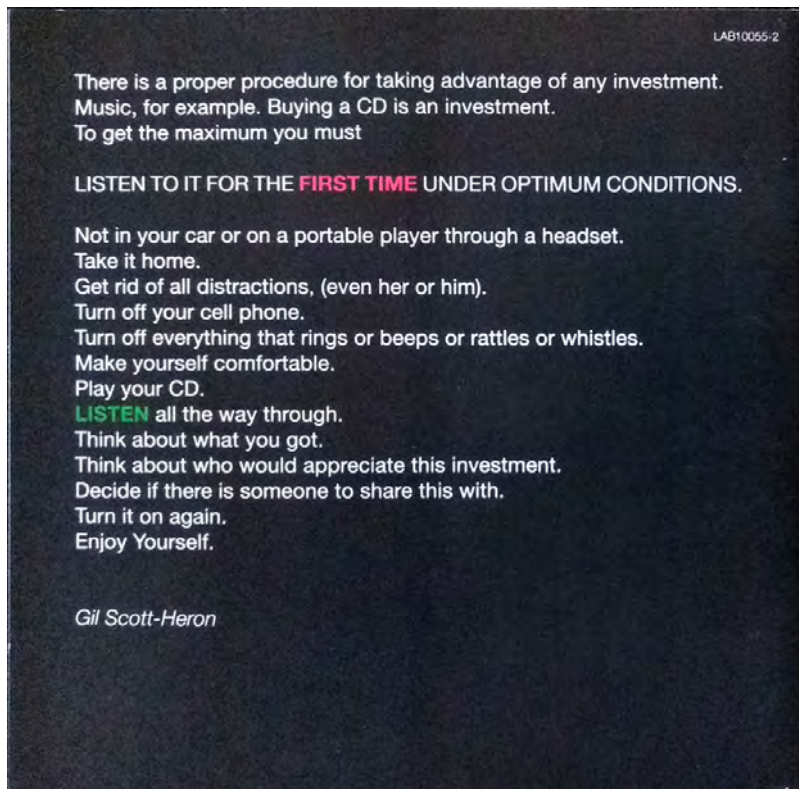 LAB10055-2
There is a proper procedure for taking advantage of any investment.
Music, for example. Buying a CD is an investment.
To get the maximum you must
LISTEN TO IT FOR THE FIRST TIME UNDER OPTIMUM CONDITIONS.
Not in your car or on a portable player through a headset.
Take it home.
Get rid of all distractions, (even her or him).
Turn off your cell phone.
Turn off everything that rings or beeps or rattles or whistles.
Make yourself comfortable.
Play your CD.
LISTEN all the way through.
Think about what you got.
Think about who would appreciate this investment.
Decide if there is someone to share this with.
Turn it on again.
Enjoy Yourself.
Gil Scott-Heron